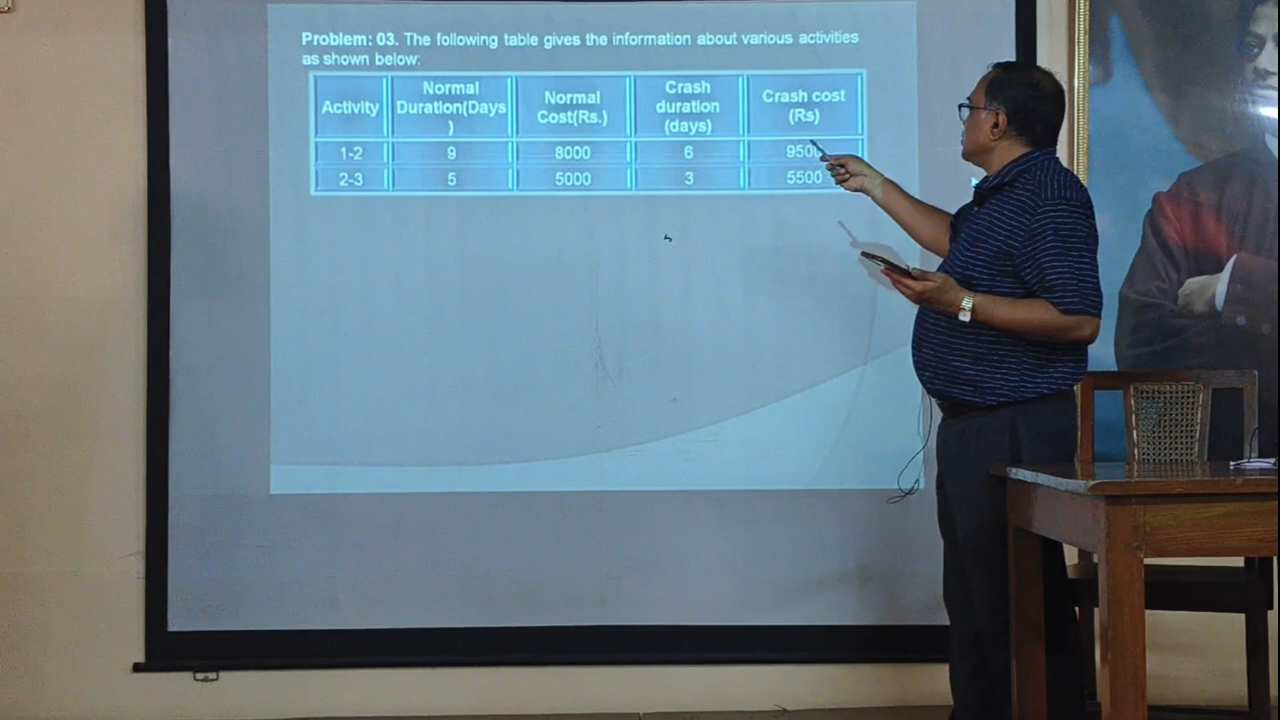 Problem: 03. The following table gives the information about various activities
as shown below:
Activity Normal Duration(Days) Normal Cost(Rs.) Crash duration (days) Crash cost (Rs)
1-2 9 8000 6 9500
2-3 5 5000 3 5500